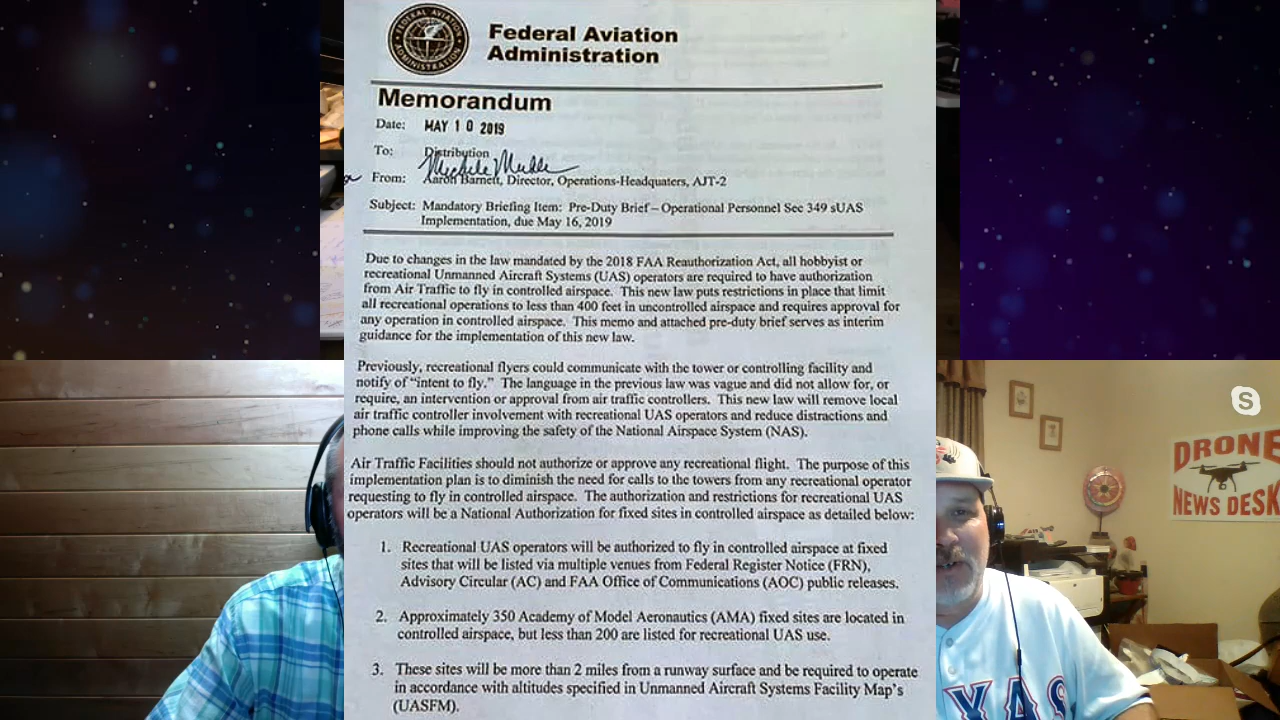 Federal Aviation
Administration
Memorandum
Date: MAY 10 2019
To: Distribution
From: Aaron Barnett, Director, Operations-Headquaters, AJT-2
Subject: Mandatory Briefing Item: Pre-Duty Brief – Operational Personnel Sec 349 sUAS
Implementation, due May 16, 2019
Due to changes in the law mandated by the 2018 FAA Reauthorization Act, all hobbyist or
recreational Unmanned Aircraft Systems (UAS) operators are required to have authorization
from Air Traffic to fly in controlled airspace. This new law puts restrictions in place that limit
all recreational operations to less than 400 feet in uncontrolled airspace and requires approval for
any operation in controlled airspace. This memo and attached pre-duty brief serves as interim
guidance for the implementation of this new law.
Previously, recreational flyers could communicate with the tower or controlling facility and
notify of "intent to fly." The language in the previous law was vague and did not allow for, or
require, an intervention or approval from air traffic controllers. This new law will remove local
air traffic controller involvement with recreational UAS operators and reduce distractions and
phone calls while improving the safety of the National Airspace System (NAS).
Air Traffic Facilities should not authorize or approve any recreational flight. The purpose of this
implementation plan is to diminish the need for calls to the towers from any recreational operator
requesting to fly in controlled airspace. The authorization and restrictions for recreational UAS
operators will be a National Authorization for fixed sites in controlled airspace as detailed below:
1. Recreational UAS operators will be authorized to fly in controlled airspace at fixed
sites that will be listed via multiple venues from Federal Register Notice (FRN),
Advisory Circular (AC) and FAA Office of Communications (AOC) public releases.
2. Approximately 350 Academy of Model Aeronautics (AMA) fixed sites are located in
controlled airspace, but less than 200 are listed for recreational UAS use.
3. These sites will be more than 2 miles from a runway surface and be required to operate
in accordance with altitudes specified in Unmanned Aircraft Systems Facility Map's
(UASFM).
DRONE
NEWS DESK
XAS